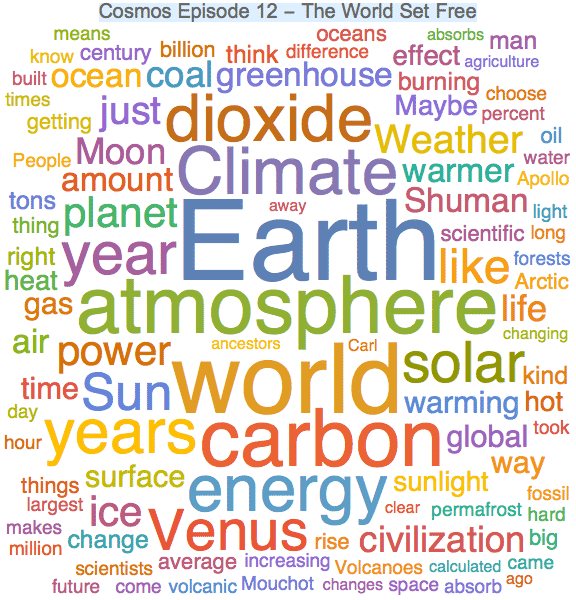 Cosmos Episode 12 – The World Set Free
means oceans absorbs man
know century billion think difference effect agriculture
built ocean coal greenhouse burning choose
times getting just dioxide Maybe percent
People Moon Climate Weather oil
water
amount warmer Apollo
tons planet away Shuman light
thing year Earth scientific long
right like forests
heat Arctic
gas atmosphere life
air ancestors Carl changing
power world solar kind
time Sun warming hot
day years carbon global took
hour way
things surface energy sunlight fossil
largest ice Venus clear permafrost hard
makes change rise civilization big
million
scientists average increasing Volcanoes calculated came
future come volcanic Mouchot changes space absorb ago